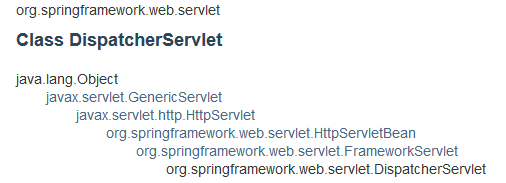 org.springframework.web.servlet
Class DispatcherServlet
java.lang.Object
javax.servlet.GenericServlet
javax.servlet.http.HttpServlet
org.springframework.web.servlet.HttpServletBean
org.springframework.web.servlet.FrameworkServlet
org.springframework.web.servlet.DispatcherServlet